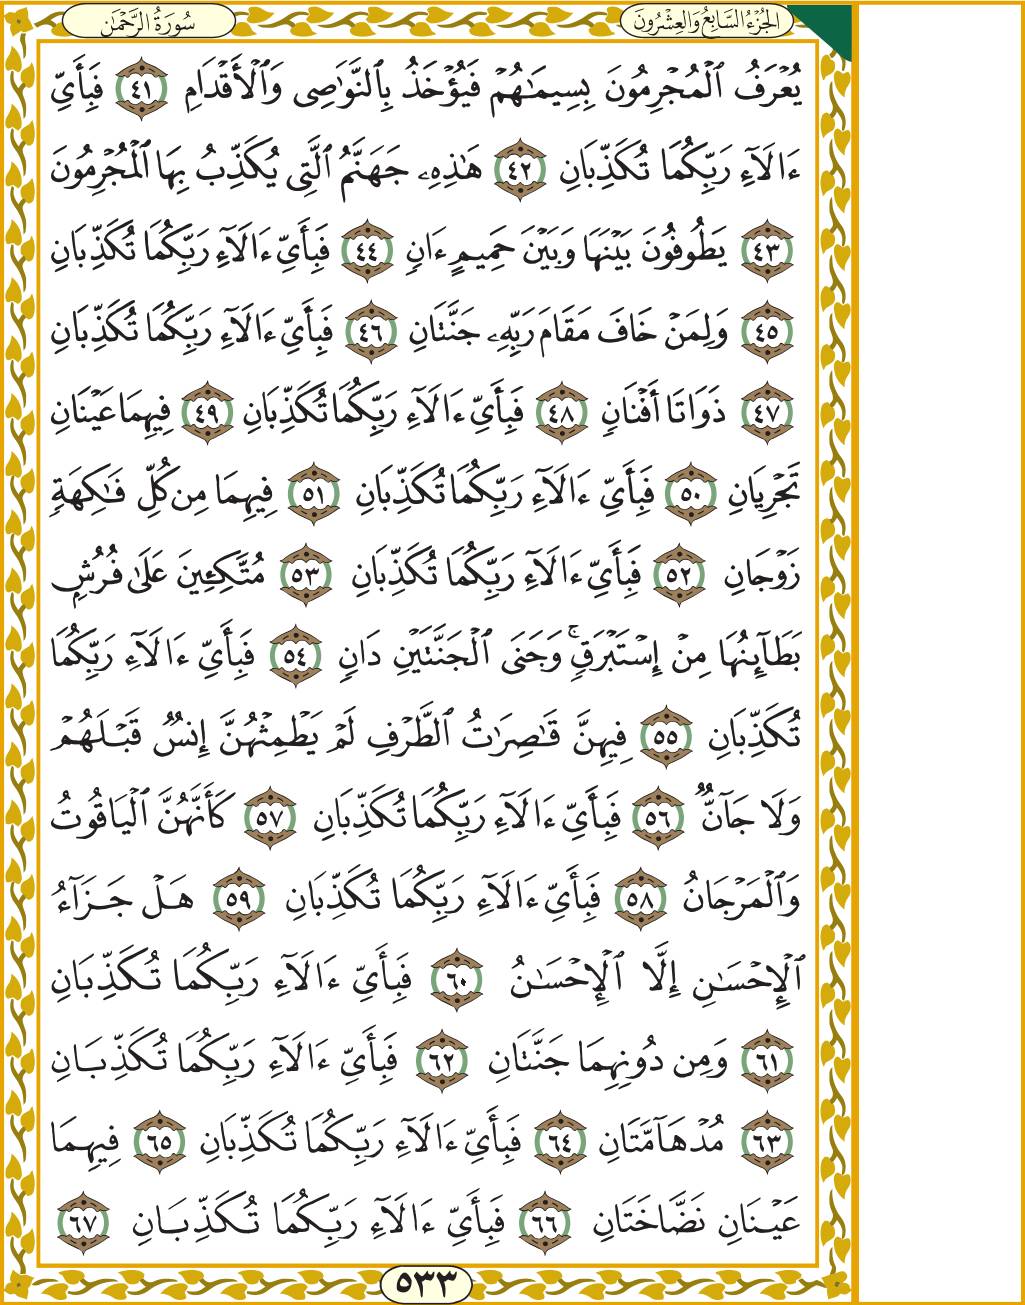 سُورَةُ الرَّحْمَٰن
الجُزْءُ السَّابِعُ وَالعِشْرُونَ
يُعْرَفُ ٱلْمُجْرِمُونَ بِسِيمَٰهُمْ فَيُؤْخَذُ بِٱلنَّوَٰصِى وَٱلْأَقْدَامِ ٤١ فَبِأَىِّ
ءَالَآءِ رَبِّكُمَا تُكَذِّبَانِ ٤٢ هَٰذِهِۦ جَهَنَّمُ ٱلَّتِى يُكَذِّبُ بِهَا ٱلْمُجْرِمُونَ
٤٣ يَطُوفُونَ بَيْنَهَا وَبَيْنَ حَمِيمٍ ءَانٍ ٤٤ فَبِأَىِّ ءَالَآءِ رَبِّكُمَا تُكَذِّبَانِ
٤٥ وَلِمَنْ خَافَ مَقَامَ رَبِّهِۦ جَنَّتَانِ ٤٦ فَبِأَىِّ ءَالَآءِ رَبِّكُمَا تُكَذِّبَانِ
٤٧ ذَوَاتَا أَفْنَانٍ ٤٨ فَبِأَىِّ ءَالَآءِ رَبِّكُمَا تُكَذِّبَانِ ٤٩ فِيهِمَا عَيْنَانِ
تَجْرِيَانِ ٥٠ فَبِأَىِّ ءَالَآءِ رَبِّكُمَا تُكَذِّبَانِ ٥١ فِيهِمَا مِن كُلِّ فَٰكِهَةٍ
زَوْجَانِ ٥٢ فَبِأَىِّ ءَالَآءِ رَبِّكُمَا تُكَذِّبَانِ ٥٣ مُتَّكِئِينَ عَلَىٰ فُرُشٍ
بَطَآئِنُهَا مِنْ إِسْتَبْرَقٍ ۚ وَجَنَى ٱلْجَنَّتَيْنِ دَانٍ ٥٤ فَبِأَىِّ ءَالَآءِ رَبِّكُمَا
تُكَذِّبَانِ ٥٥ فِيهِنَّ قَٰصِرَٰتُ ٱلطَّرْفِ لَمْ يَطْمِثْهُنَّ إِنسٌ قَبْلَهُمْ
وَلَا جَآنٌّ ٥٦ فَبِأَىِّ ءَالَآءِ رَبِّكُمَا تُكَذِّبَانِ ٥٧ كَأَنَّهُنَّ ٱلْيَاقُوتُ
وَٱلْمَرْجَانُ ٥٨ فَبِأَىِّ ءَالَآءِ رَبِّكُمَا تُكَذِّبَانِ ٥٩ هَلْ جَزَآءُ
ٱلْإِحْسَٰنِ إِلَّا ٱلْإِحْسَٰنُ ٦٠ فَبِأَىِّ ءَالَآءِ رَبِّكُمَا تُكَذِّبَانِ
٦١ وَمِن دُونِهِمَا جَنَّتَانِ ٦٢ فَبِأَىِّ ءَالَآءِ رَبِّكُمَا تُكَذِّبَانِ
٦٣ مُدْهَآمَّتَانِ ٦٤ فَبِأَىِّ ءَالَآءِ رَبِّكُمَا تُكَذِّبَانِ ٦٥ فِيهِمَا
عَيْنَانِ نَضَّاخَتَانِ ٦٦ فَبِأَىِّ ءَالَآءِ رَبِّكُمَا تُكَذِّبَانِ ٦٧
٥٣٣